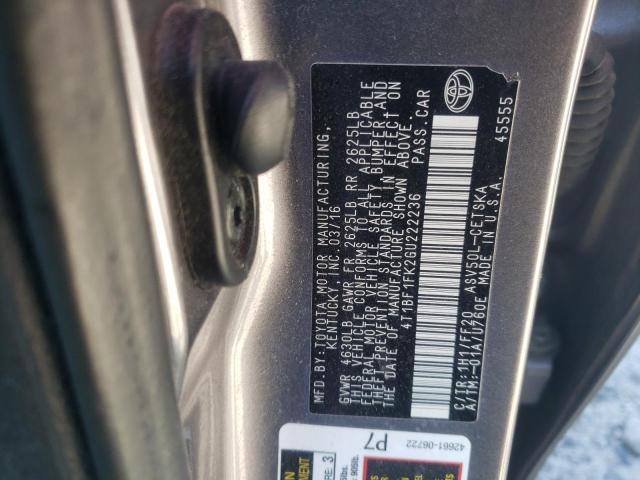 MFD. BY: TOYOTA MOTOR MANUFACTURING,
KENTUCKY, INC. 03/16
GVWR 4630LB GAWR FR 2625LB RR 2625LB
THIS VEHICLE CONFORMS TO ALL APPLICABLE
FEDERAL MOTOR VEHICLE SAFETY, BUMPER, AND
THEFT PREVENTION STANDARDS IN EFFECT ON
THE DATE OF MANUFACTURE SHOWN ABOVE.
4T1BF1FK2GU222236 PASS. CAR
C/TR:1H1/FF20 ASV50L-CETSKA
A/TM:-01A/U760E MADE IN U.S.A.
45555
P7
42661-06722
3